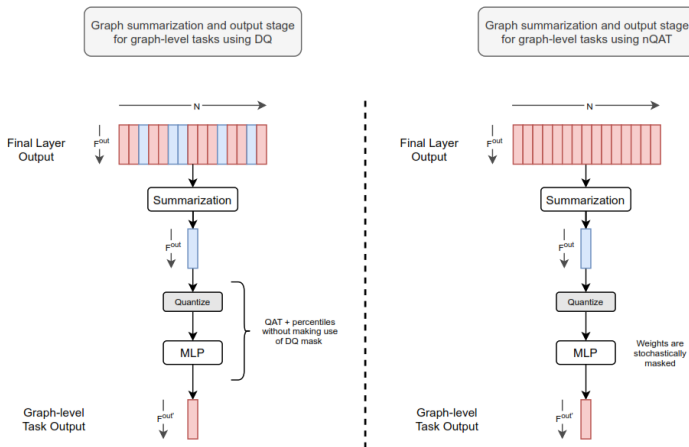 Graph summarization and output stage
for graph-level tasks using DQ
N
Final Layer
Output
F^out
Summarization
F^out
Quantize
QAT + percentiles
without making use
of DQ mask
MLP
Graph-level
Task Output
F^out'
Graph summarization and output stage
for graph-level tasks using nQAT
N
Final Layer
Output
F^out
Summarization
F^out
Quantize
MLP
Weights are
stochastically
masked
Graph-level
Task Output
F^out'